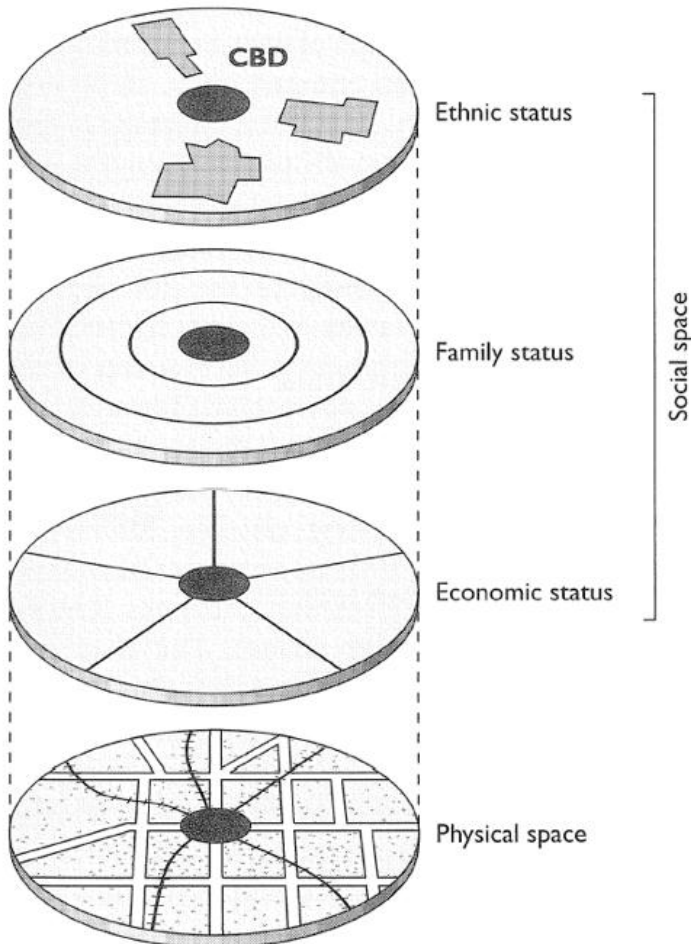 CBD
Ethnic status
Family status
Social space
Economic status
Physical space